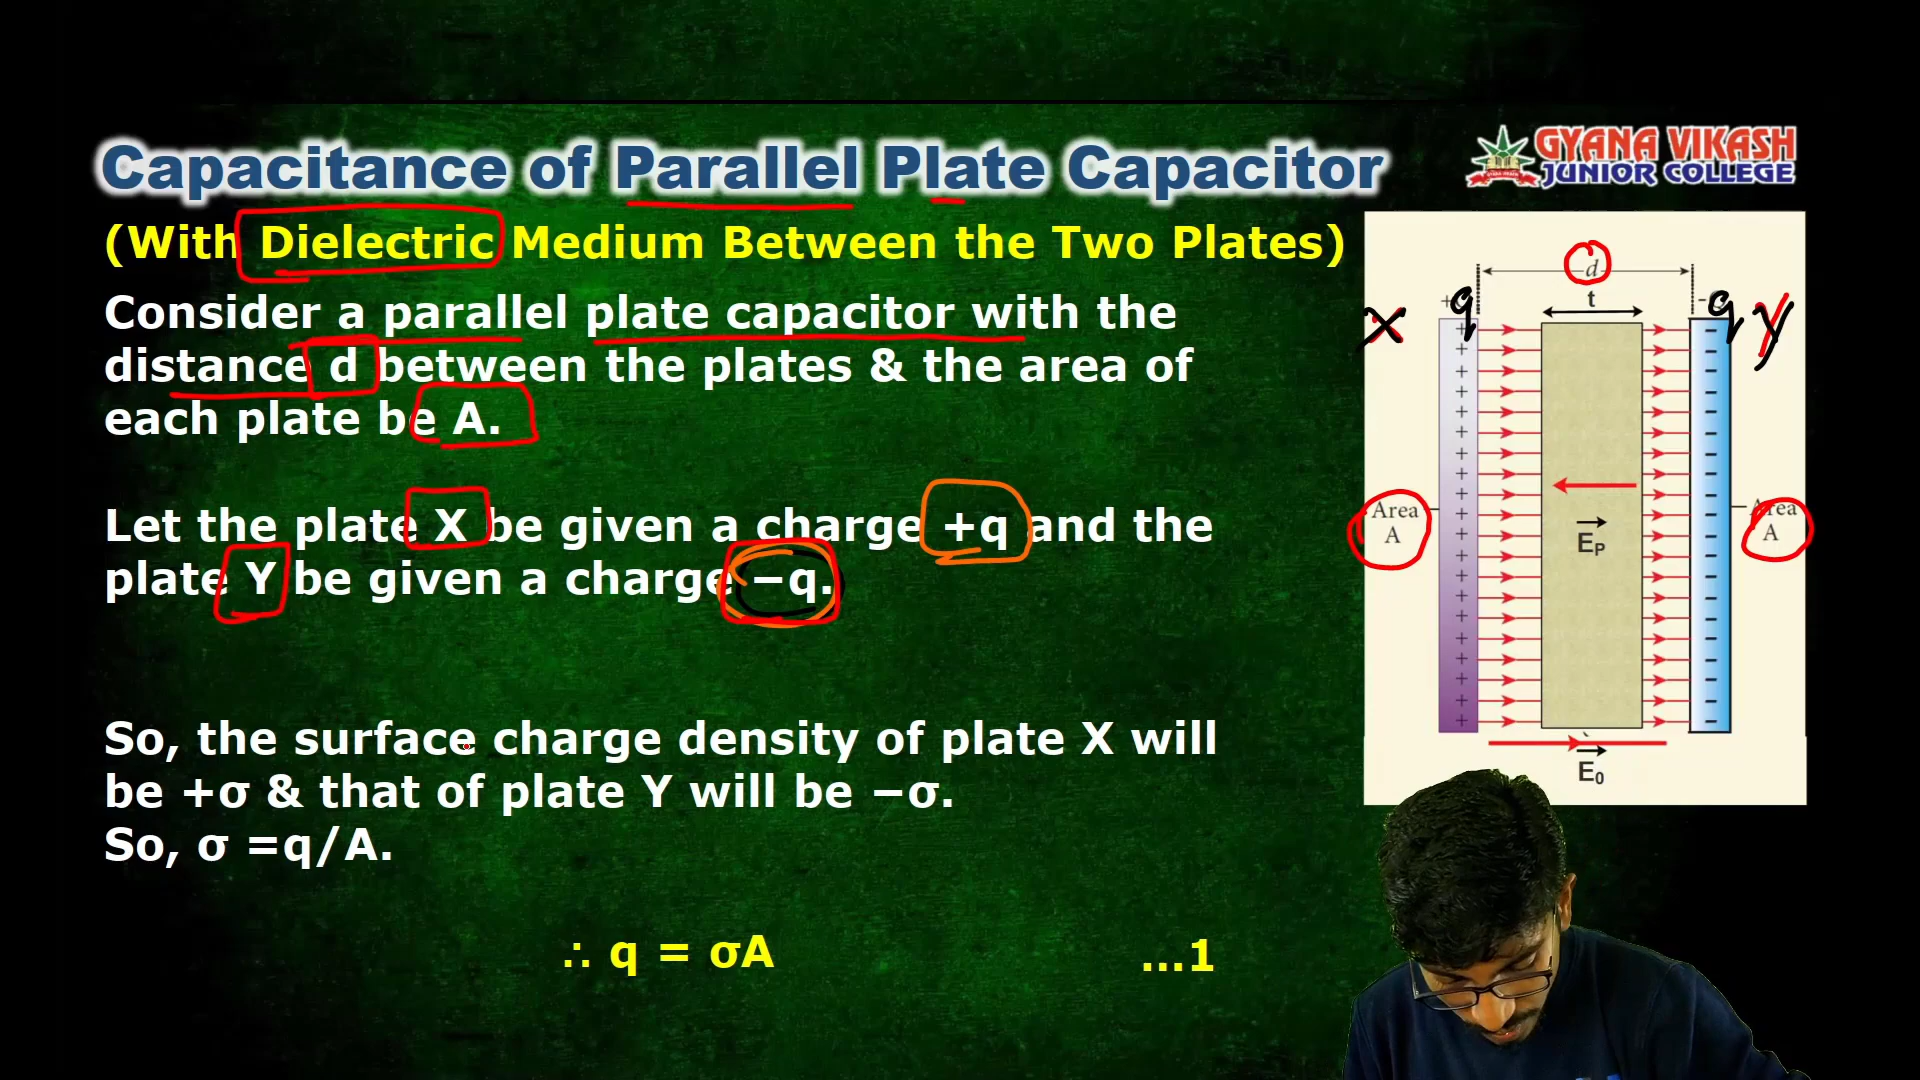 Capacitance of Parallel Plate Capacitor
GYANA VIKASH
JUNIOR COLLEGE
(With Dielectric Medium Between the Two Plates)
Consider a parallel plate capacitor with the
distance d between the plates & the area of
each plate be A.
Let the plate X be given a charge +q and the
plate Y be given a charge −q.
So, the surface charge density of plate X will
be +σ & that of plate Y will be −σ.
So, σ =q/A.
∴ q = σA ...1
d
t
x +q -q y
Area
A
Area
A
E_P
E_0